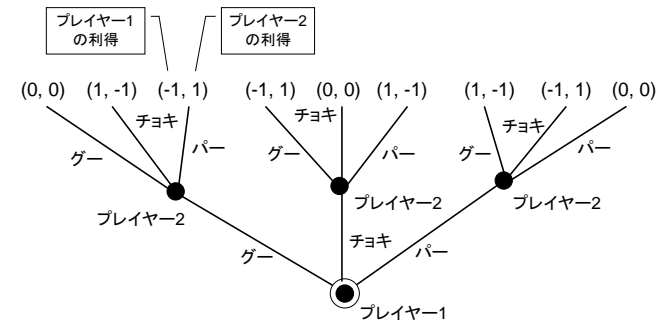 プレイヤー1
の利得
プレイヤー2
の利得
(0, 0) (1, -1) (-1, 1) (-1, 1) (0, 0) (1, -1) (1, -1) (-1, 1) (0, 0)
グー チョキ パー グー チョキ パー グー チョキ パー
プレイヤー2 プレイヤー2 プレイヤー2
グー チョキ パー
プレイヤー1